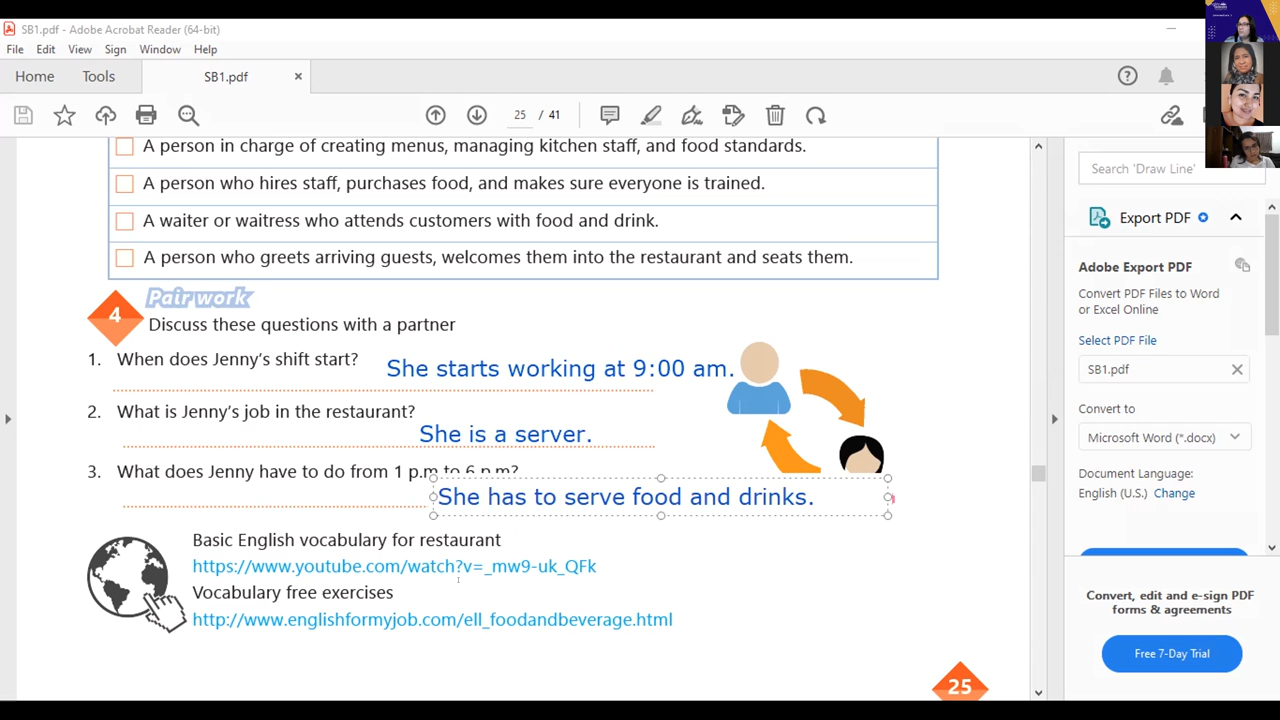 SB1.pdf - Adobe Acrobat Reader (64-bit)
File Edit View Sign Window Help
Home Tools SB1.pdf ×
25 / 41
A person in charge of creating menus, managing kitchen staff, and food standards.
A person who hires staff, purchases food, and makes sure everyone is trained.
A waiter or waitress who attends customers with food and drink.
A person who greets arriving guests, welcomes them into the restaurant and seats them.
Pair work
4
Discuss these questions with a partner
1. When does Jenny's shift start?
She starts working at 9:00 am.
2. What is Jenny's job in the restaurant?
She is a server.
3. What does Jenny have to do from 1 p.m to 6 p.m?
She has to serve food and drinks.
Basic English vocabulary for restaurant
https://www.youtube.com/watch?v=_mw9-uk_QFk
Vocabulary free exercises
http://www.englishformyjob.com/ell_foodandbeverage.html
25
Search 'Draw Line'
Export PDF
Adobe Export PDF
Convert PDF Files to Word
or Excel Online
Select PDF File
SB1.pdf
Convert to
Microsoft Word (*.docx)
Document Language:
English (U.S.) Change
Convert, edit and e-sign PDF
forms & agreements
Free 7-Day Trial